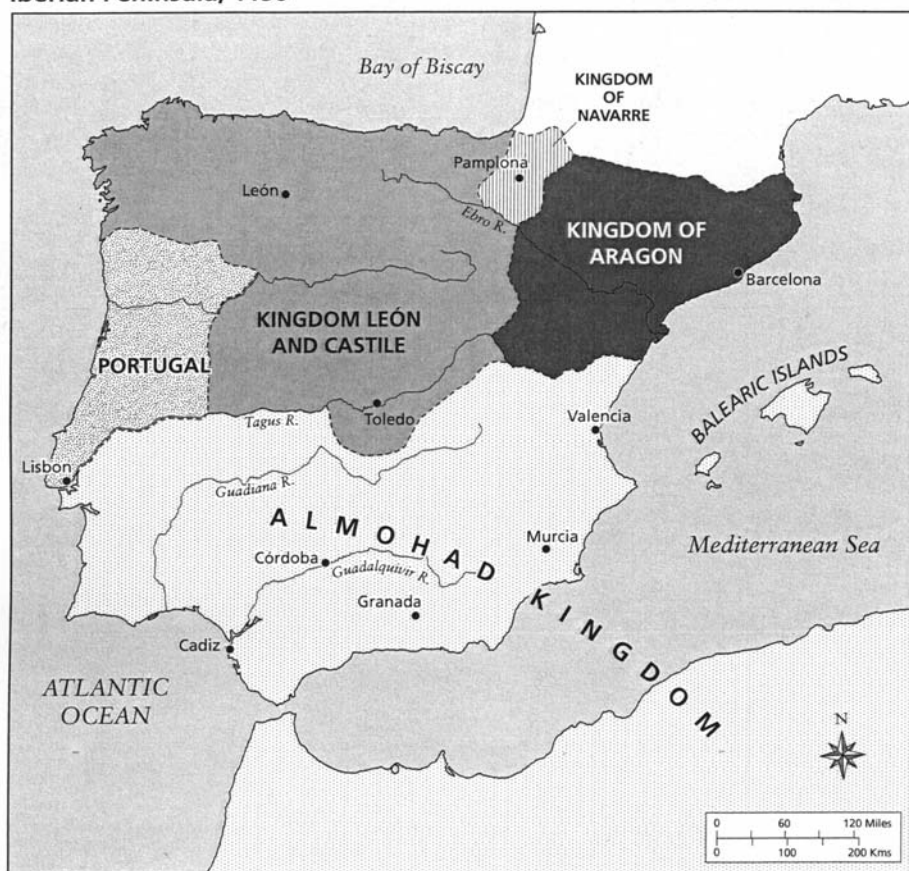 Bay of Biscay
KINGDOM
OF
NAVARRE
Pamplona
León
Ebro R.
KINGDOM OF
ARAGON
Barcelona
KINGDOM LEÓN
AND CASTILE
PORTUGAL
BALEARIC ISLANDS
Toledo
Tagus R.
Valencia
Lisbon
Guadiana R.
ALMOHAD KINGDOM
Murcia
Mediterranean Sea
Córdoba
Guadalquivir R.
Granada
Cadiz
ATLANTIC
OCEAN
N
0 60 120 Miles
0 100 200 Kms